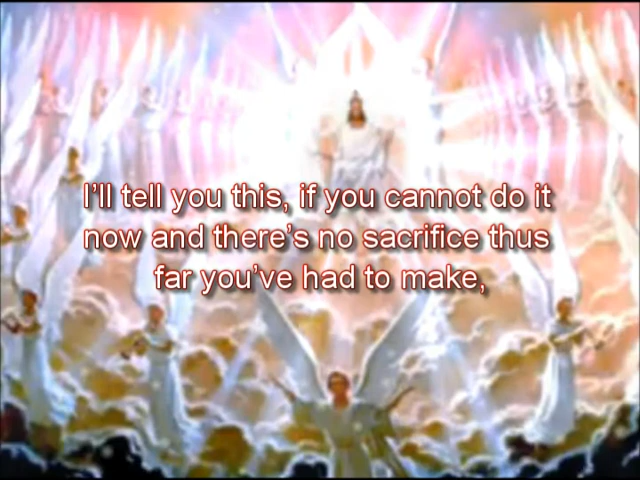 I’ll tell you this, if you cannot do it
now and there’s no sacrifice thus
far you’ve had to make,